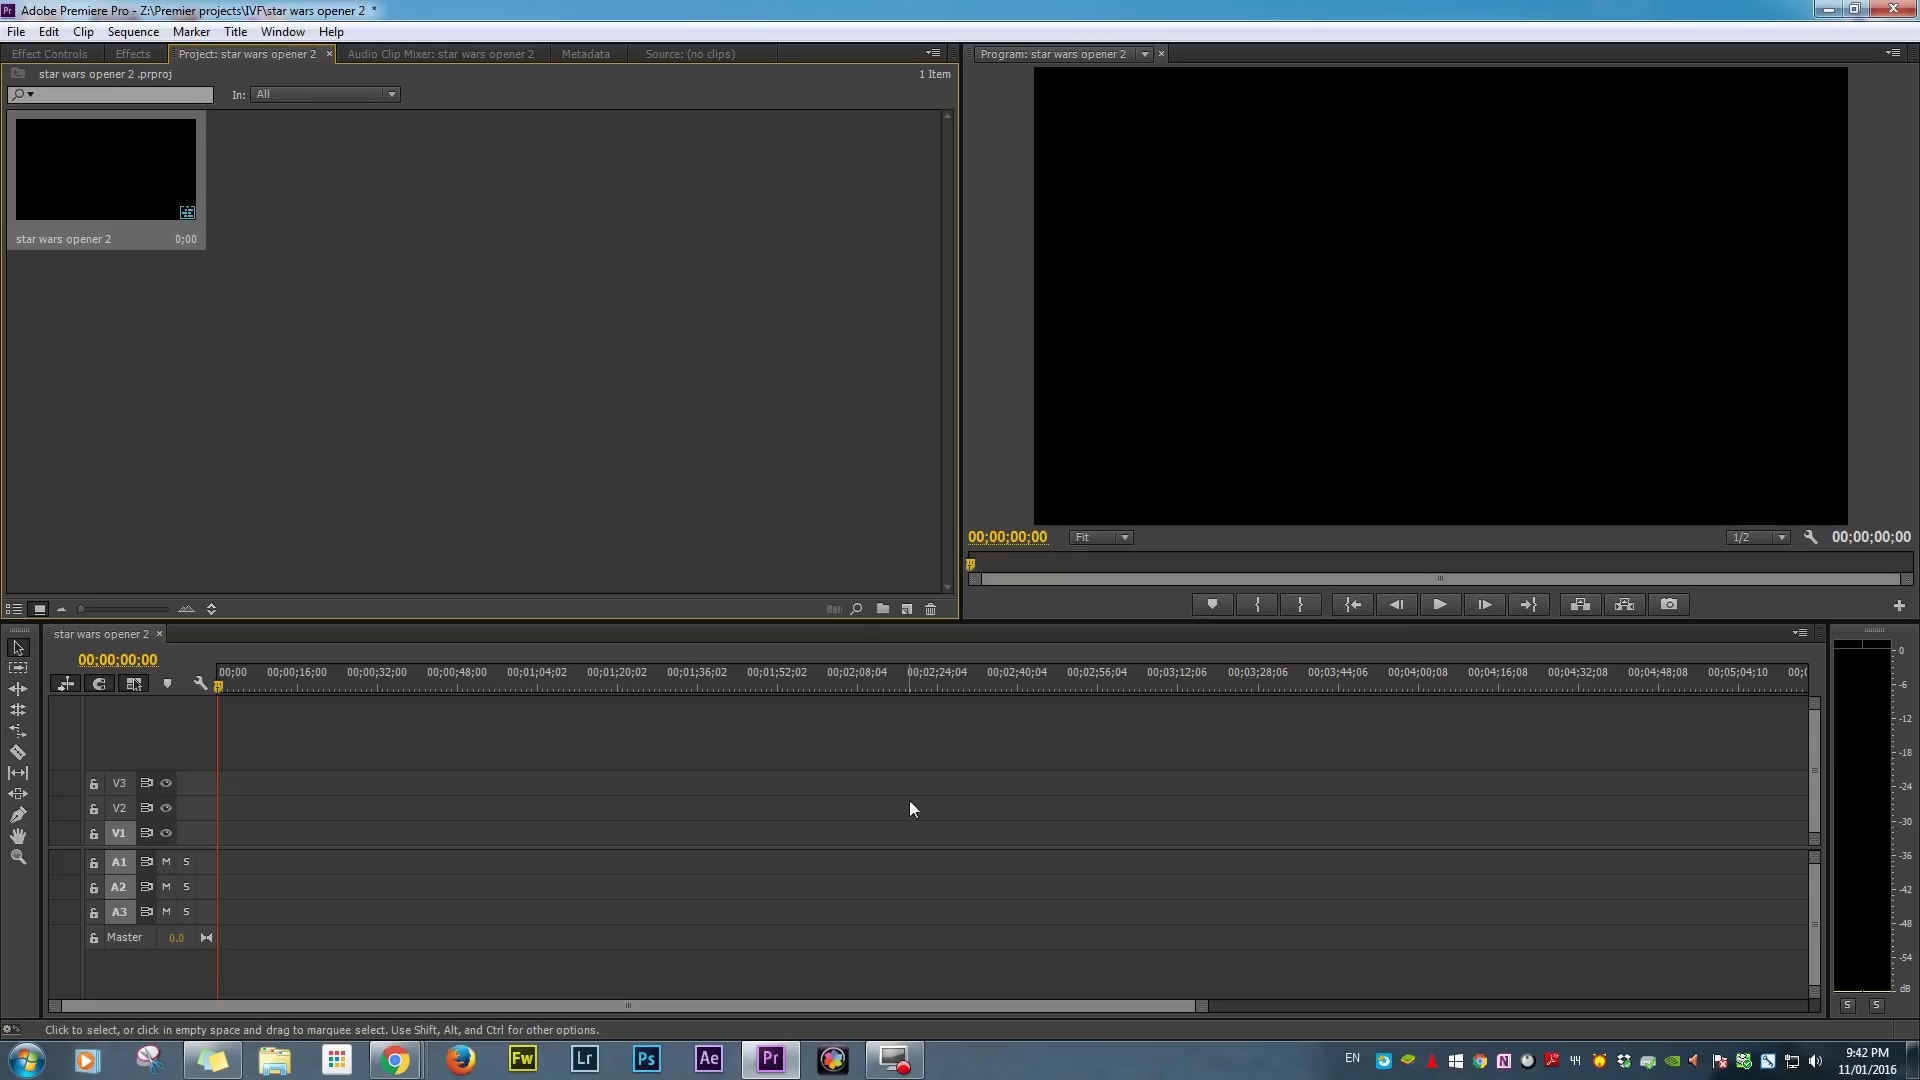 Pr Adobe Premiere Pro - Z:\Premier projects\IVF\star wars opener 2 *
File Edit Clip Sequence Marker Title Window Help
Effect Controls Effects Project: star wars opener 2 × Audio Clip Mixer: star wars opener 2 Metadata Source: (no clips) Program: star wars opener 2 ×
star wars opener 2 .prproj 1 Item
In: All
star wars opener 2 0;00
00;00;00;00 Fit 1/2 00;00;00;00
star wars opener 2 ×
00;00;00;00
00;00 00;00;16;00 00;00;32;00 00;00;48;00 00;01;04;02 00;01;20;02 00;01;36;02 00;01;52;02 00;02;08;04 00;02;24;04 00;02;40;04 00;02;56;04 00;03;12;06 00;03;28;06 00;03;44;06 00;04;00;08 00;04;16;08 00;04;32;08 00;04;48;08 00;05;04;10 00;0
V3
V2
V1
A1 M S
A2 M S
A3 M S
Master 0.0
0
-6
-12
-18
-24
-30
-36
-42
-48
-54
dB
S S
Click to select, or click in empty space and drag to marquee select. Use Shift, Alt, and Ctrl for other options.
Fw Lr Ps Ae Pr EN 9:42 PM
11/01/2016